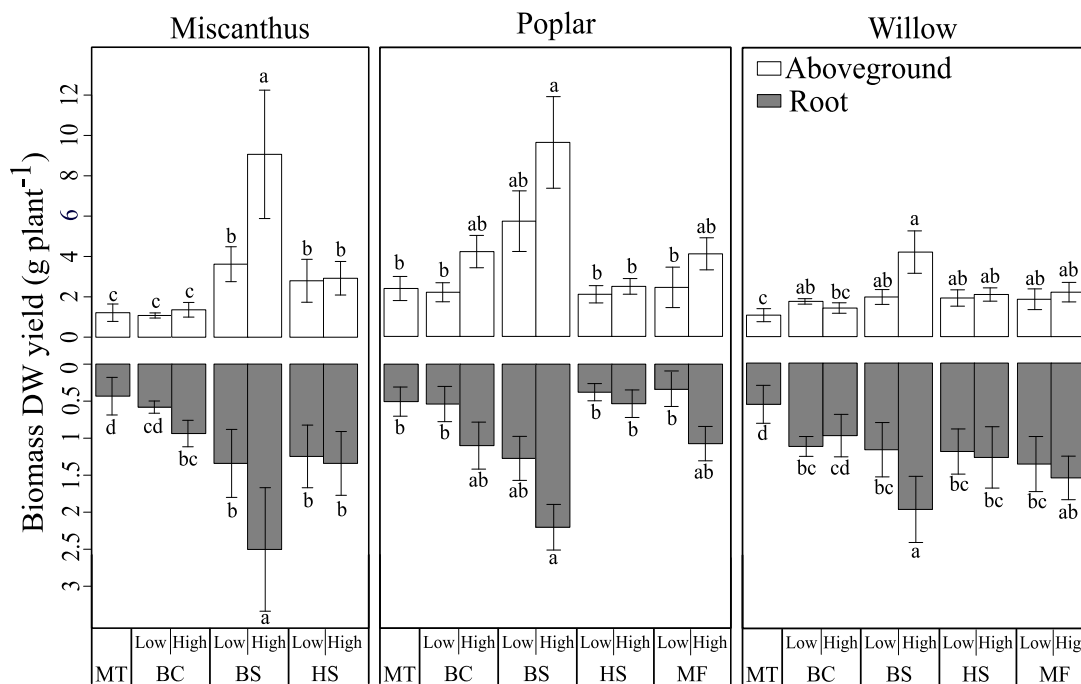 Miscanthus Poplar Willow
Aboveground
Root
Biomass DW yield (g plant⁻¹)
12
10
8
6
4
2
0
0
0.5
1
1.5
2
2.5
3
c c c b a b b
b b ab ab a b b b ab
c ab bc ab a ab ab ab ab
d cd bc b a b b
b b ab ab a b b b ab
d bc cd bc a bc bc bc ab
Low High Low High Low High Low High Low High Low High Low High Low High Low High Low High Low High
MT BC BS HS MT BC BS HS MF MT BC BS HS MF